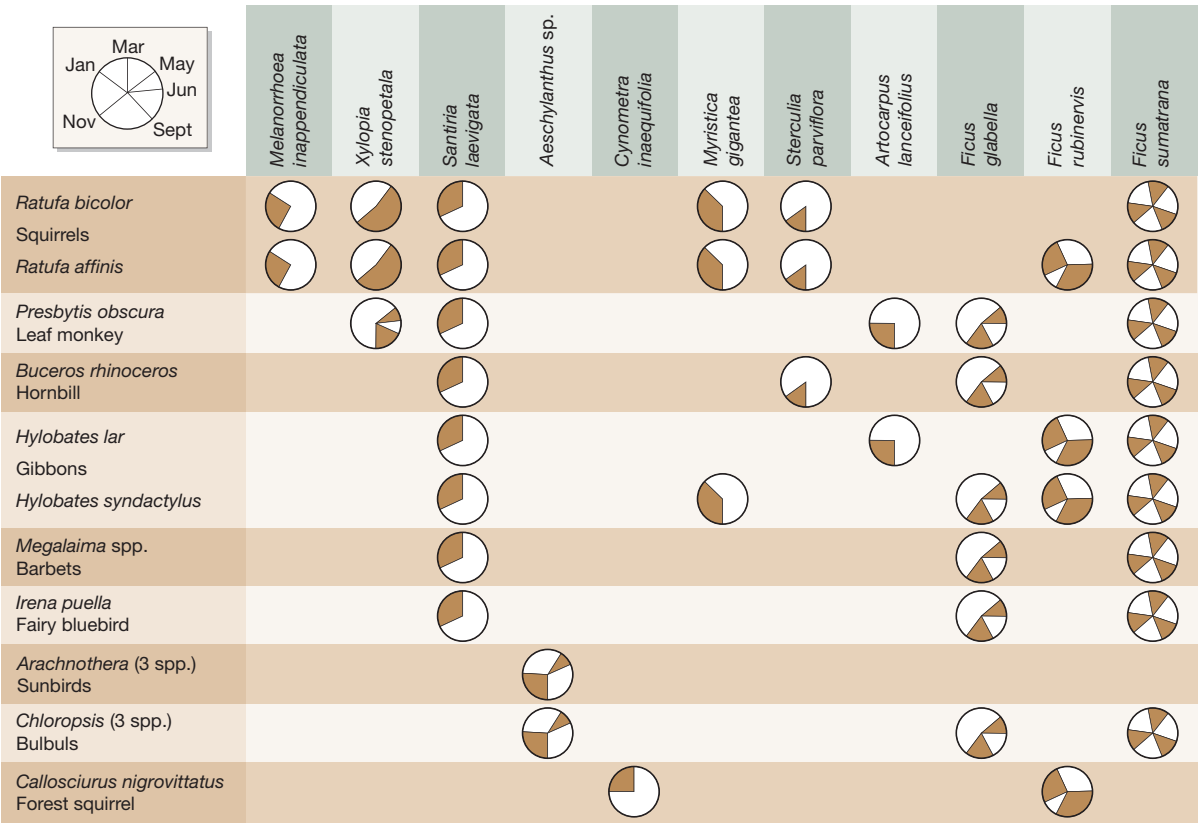 Mar
Jan
May
Jun
Nov
Sept
Melanorrhoea
inappendiculata
Xylopia
stenopetala
Santiria
laevigata
Aeschylanthus sp.
Cynometra
inaequifolia
Myristica
gigantea
Sterculia
parviflora
Artocarpus
lanceifolius
Ficus
glabella
Ficus
rubinervis
Ficus
sumatrana
Ratufa bicolor
Squirrels
Ratufa affinis
Presbytis obscura
Leaf monkey
Buceros rhinoceros
Hornbill
Hylobates lar
Gibbons
Hylobates syndactylus
Megalaima spp.
Barbets
Irena puella
Fairy bluebird
Arachnothera (3 spp.)
Sunbirds
Chloropsis (3 spp.)
Bulbuls
Callosciurus nigrovittatus
Forest squirrel